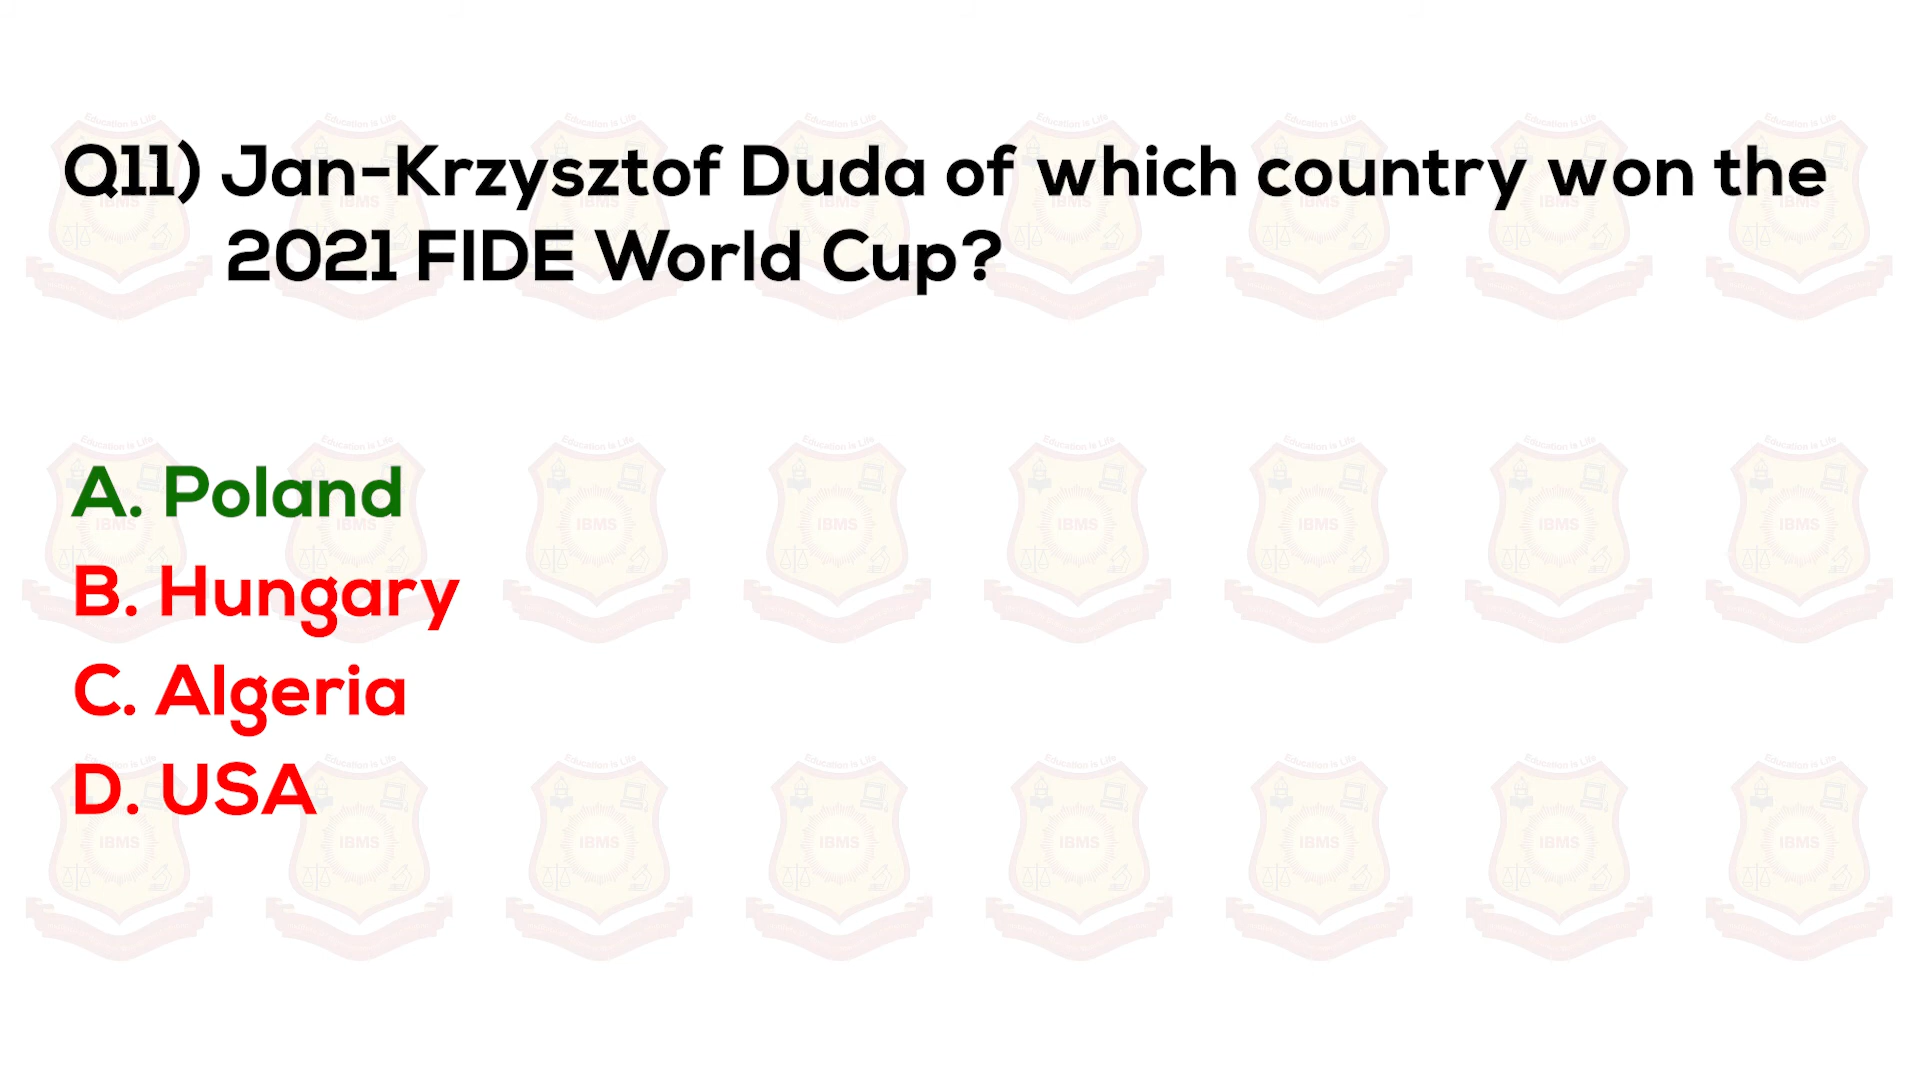 Q11) Jan-Krzysztof Duda of which country won the
2021 FIDE World Cup?
A. Poland
B. Hungary
C. Algeria
D. USA